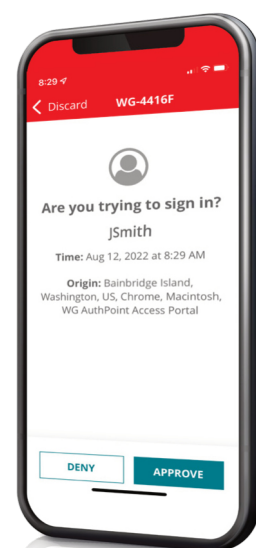 8:29
Discard WG-4416F
Are you trying to sign in?
JSmith
Time: Aug 12, 2022 at 8:29 AM
Origin: Bainbridge Island,
Washington, US, Chrome, Macintosh,
WG AuthPoint Access Portal
DENY APPROVE